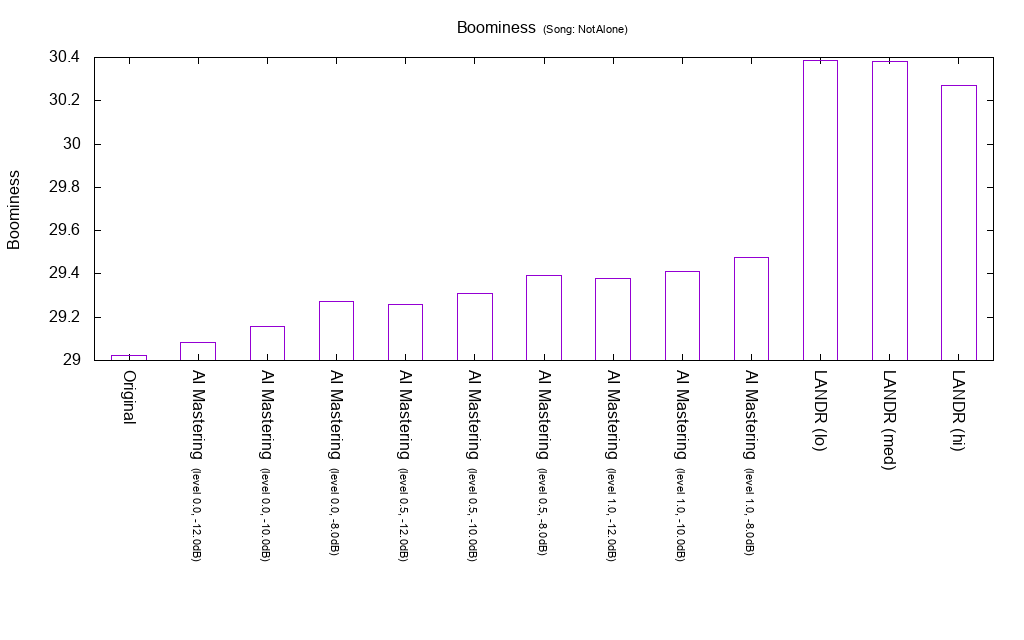 Boominess (Song: NotAlone)
Boominess
30.4
30.2
30
29.8
29.6
29.4
29.2
29
Original
AI Mastering (level 0.0, -12.0dB)
AI Mastering (level 0.0, -10.0dB)
AI Mastering (level 0.0, -8.0dB)
AI Mastering (level 0.5, -12.0dB)
AI Mastering (level 0.5, -10.0dB)
AI Mastering (level 0.5, -8.0dB)
AI Mastering (level 1.0, -12.0dB)
AI Mastering (level 1.0, -10.0dB)
AI Mastering (level 1.0, -8.0dB)
LANDR (lo)
LANDR (med)
LANDR (hi)